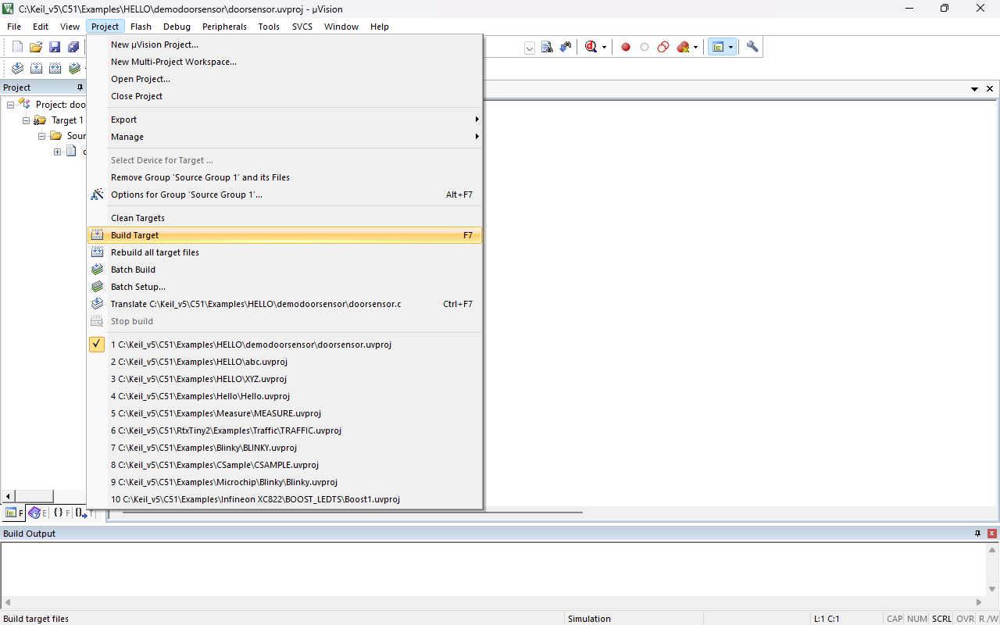 C:\Keil_v5\C51\Examples\HELLO\demodoorsensor\doorsensor.uvproj - µVision
File Edit View Project Flash Debug Peripherals Tools SVCS Window Help
Project
Project: doo
Target 1
Sour
New µVision Project...
New Multi-Project Workspace...
Open Project...
Close Project
Export
Manage
Select Device for Target ...
Remove Group 'Source Group 1' and its Files
Options for Group 'Source Group 1'... Alt+F7
Clean Targets
Build Target F7
Rebuild all target files
Batch Build
Batch Setup...
Translate C:\Keil_v5\C51\Examples\HELLO\demodoorsensor\doorsensor.c Ctrl+F7
Stop build
1 C:\Keil_v5\C51\Examples\HELLO\demodoorsensor\doorsensor.uvproj
2 C:\Keil_v5\C51\Examples\HELLO\abc.uvproj
3 C:\Keil_v5\C51\Examples\HELLO\XYZ.uvproj
4 C:\Keil_v5\C51\Examples\Hello\Hello.uvproj
5 C:\Keil_v5\C51\Examples\Measure\MEASURE.uvproj
6 C:\Keil_v5\C51\RtxTiny2\Examples\Traffic\TRAFFIC.uvproj
7 C:\Keil_v5\C51\Examples\Blinky\BLINKY.uvproj
8 C:\Keil_v5\C51\Examples\CSample\CSAMPLE.uvproj
9 C:\Keil_v5\C51\Examples\Microchip\Blinky\Blinky.uvproj
10 C:\Keil_v5\C51\Examples\Infineon XC822\BOOST_LEDTS\Boost1.uvproj
F E {} F 0 T
Build Output
Build target files Simulation L:1 C:1 CAP NUM SCRL OVR R /W